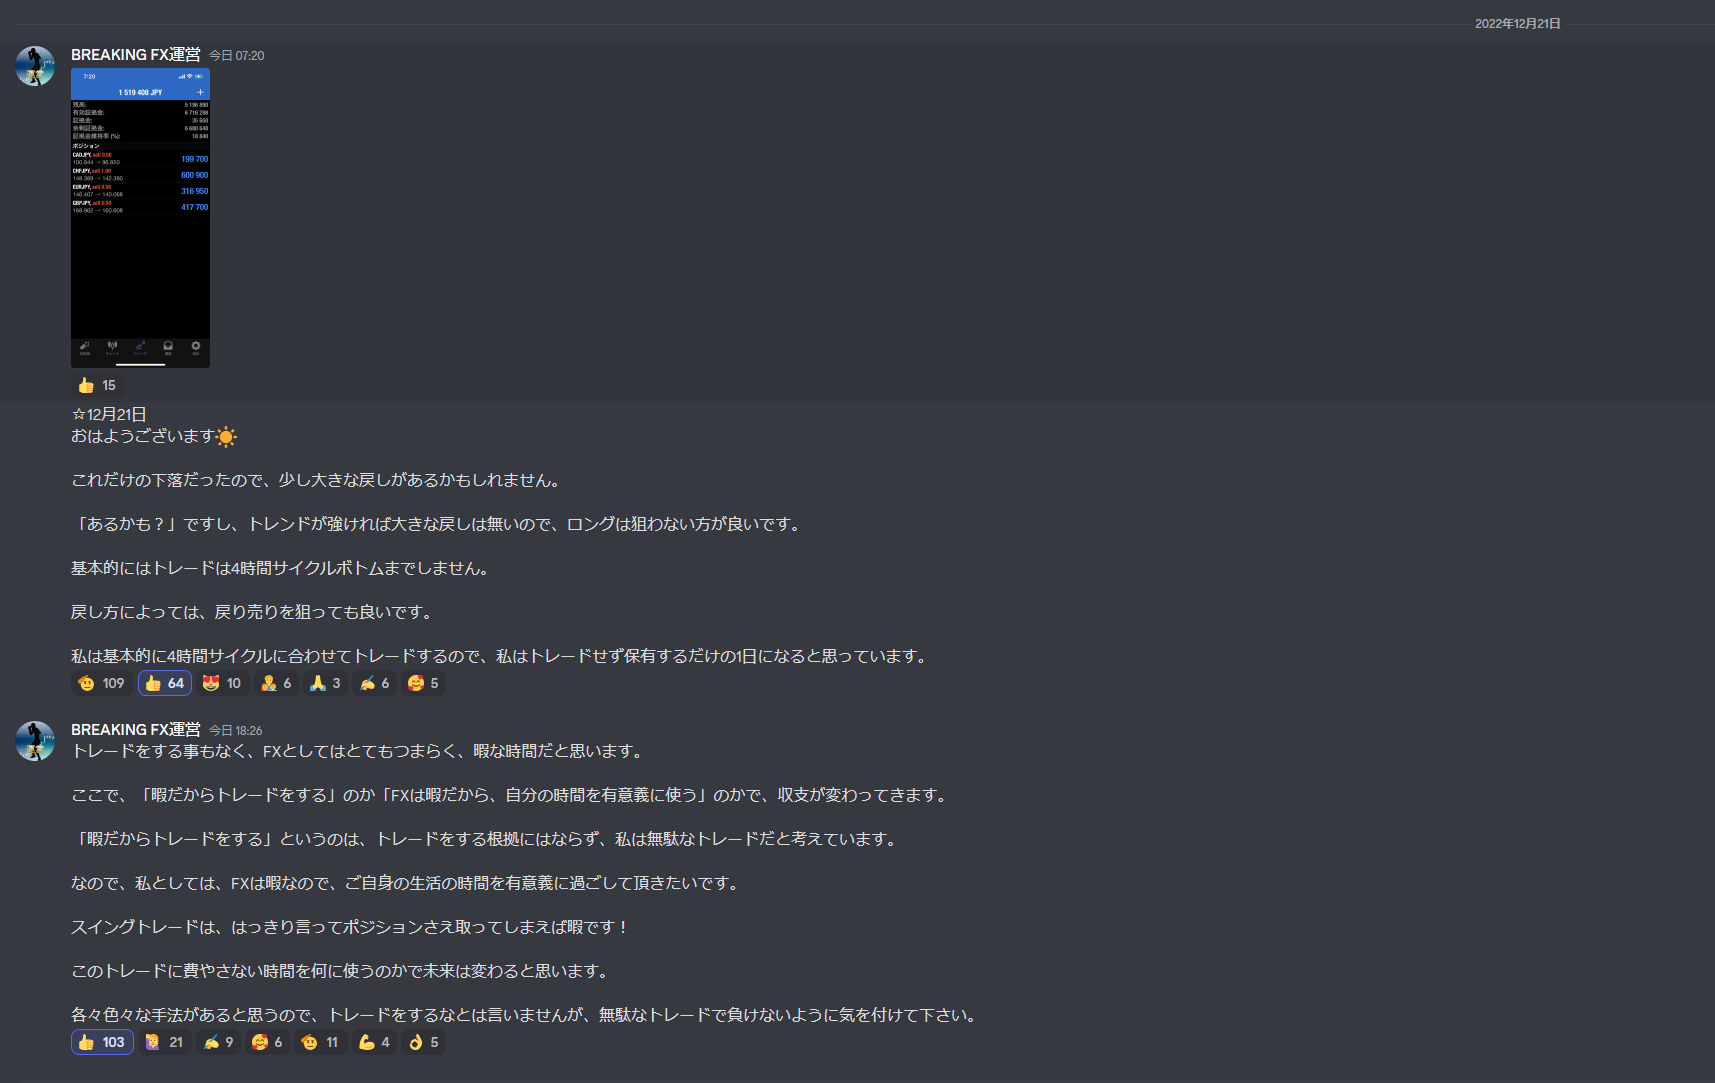 2022年12月21日
BREAKING FX運営 今日 07:20
7:20
1 519 408 JPY
+
残高: 5 196 890
有効証拠金: 6 716 298
証拠金: 35 650
余剰証拠金: 6 680 648
証拠金維持率 (%): 18 840
ポジション
CADJPY, sell 0.50
100.844 → 96.850 199 700
CHFJPY, sell 1.00
148.389 → 142.380 600 900
EURJPY, sell 0.50
146.407 → 140.068 316 950
GBPJPY, sell 0.50
168.962 → 160.608 417 700
チャート トレード
15
☆12月21日
おはようございます☀
これだけの下落だったので、少し大きな戻しがあるかもしれません。
「あるかも？」ですし、トレンドが強ければ大きな戻しは無いので、ロングは狙わない方が良いです。
基本的にはトレードは4時間サイクルボトムまでしません。
戻し方によっては、戻り売りを狙っても良いです。
私は基本的に4時間サイクルに合わせてトレードするので、私はトレードせず保有するだけの1日になると思っています。
109 64 10 6 3 6 5
BREAKING FX運営 今日 18:26
トレードをする事もなく、FXとしてはとてもつまらく、暇な時間だと思います。
ここで、「暇だからトレードをする」のか「FXは暇だから、自分の時間を有意義に使う」のかで、収支が変わってきます。
「暇だからトレードをする」というのは、トレードをする根拠にはならず、私は無駄なトレードだと考えています。
なので、私としては、FXは暇なので、ご自身の生活の時間を有意義に過ごして頂きたいです。
スイングトレードは、はっきり言ってポジションさえ取ってしまえば暇です！
このトレードに費やさない時間を何に使うのかで未来は変わると思います。
各々色々な手法があると思うので、トレードをするなとは言いませんが、無駄なトレードで負けないように気を付けて下さい。
103 21 9 6 11 4 5